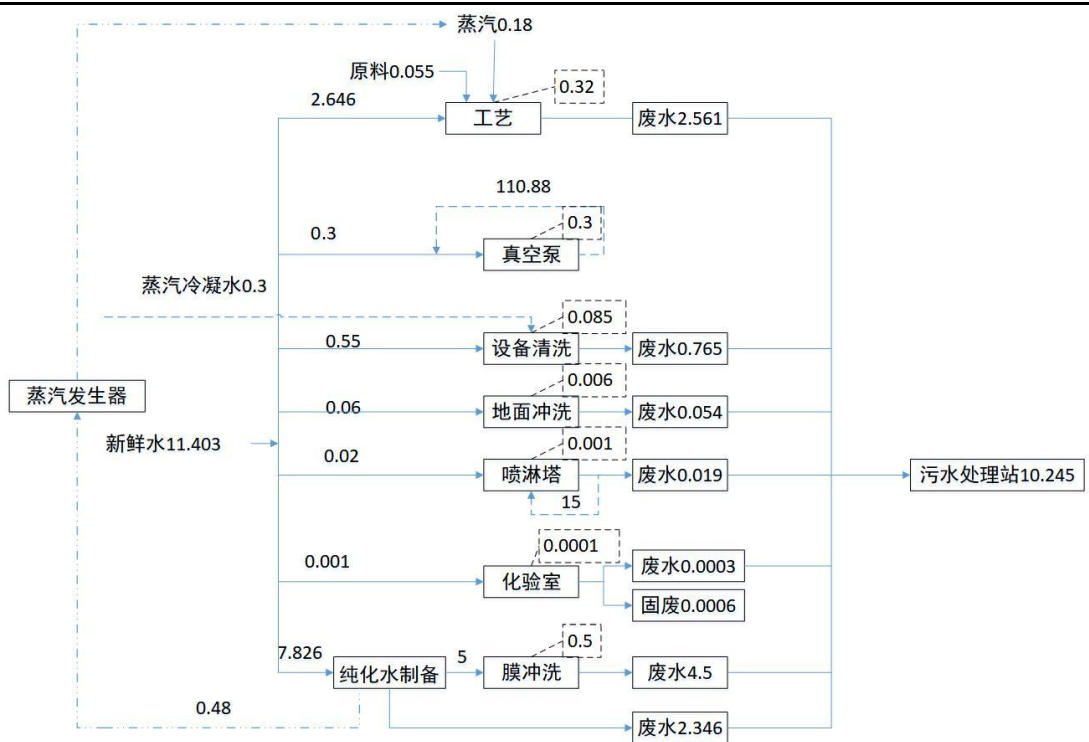 蒸汽0.18
原料0.055
0.32
2.646
工艺
废水2.561
110.88
0.3
0.3
真空泵
蒸汽冷凝水0.3
0.085
0.55
设备清洗
废水0.765
0.006
蒸汽发生器
0.06
地面冲洗
废水0.054
新鲜水11.403
0.001
0.02
喷淋塔
废水0.019
污水处理站10.245
15
0.0001
0.001
化验室
废水0.0003
固废0.0006
0.5
7.826
纯化水制备
5
膜冲洗
废水4.5
0.48
废水2.346